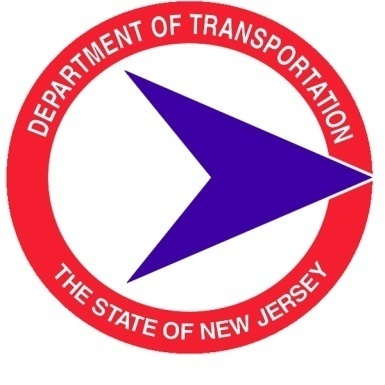 DEPARTMENT OF TRANSPORTATION
THE STATE OF NEW JERSEY